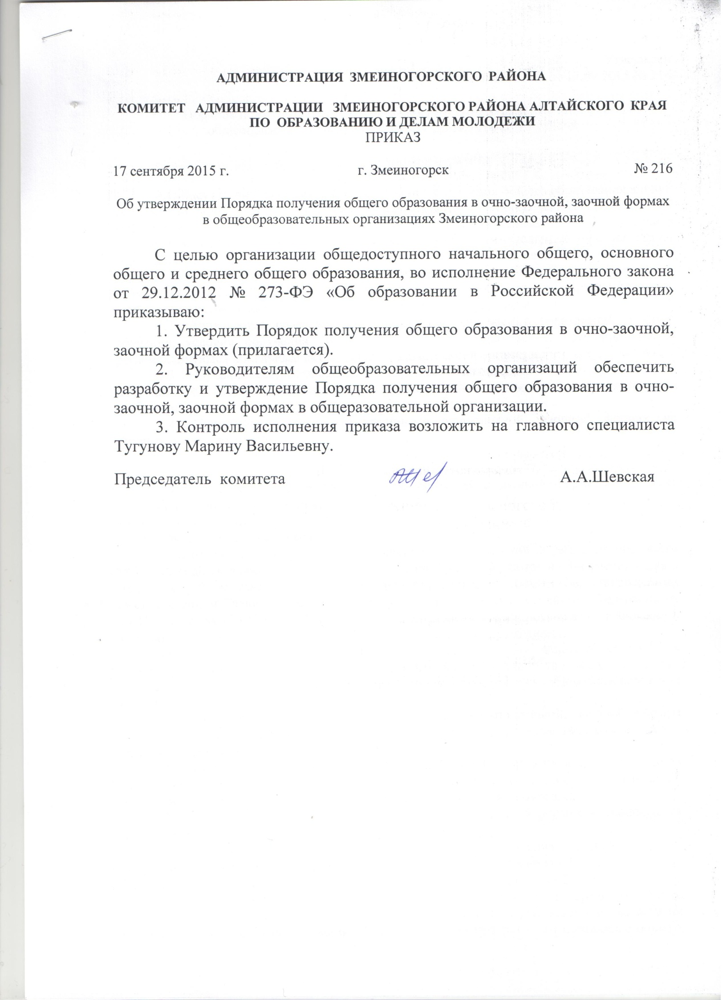 АДМИНИСТРАЦИЯ ЗМЕИНОГОРСКОГО РАЙОНА
КОМИТЕТ АДМИНИСТРАЦИИ ЗМЕИНОГОРСКОГО РАЙОНА АЛТАЙСКОГО КРАЯ
ПО ОБРАЗОВАНИЮ И ДЕЛАМ МОЛОДЕЖИ
ПРИКАЗ
17 сентября 2015 г. г. Змеиногорск № 216
Об утверждении Порядка получения общего образования в очно-заочной, заочной формах
в общеобразовательных организациях Змеиногорского района
С целью организации общедоступного начального общего, основного
общего и среднего общего образования, во исполнение Федерального закона
от 29.12.2012 № 273-ФЭ «Об образовании в Российской Федерации»
приказываю:
1. Утвердить Порядок получения общего образования в очно-заочной,
заочной формах (прилагается).
2. Руководителям общеобразовательных организаций обеспечить
разработку и утверждение Порядка получения общего образования в очно-
заочной, заочной формах в общеразовательной организации.
3. Контроль исполнения приказа возложить на главного специалиста
Тугунову Марину Васильевну.
Председатель комитета А.А.Шевская